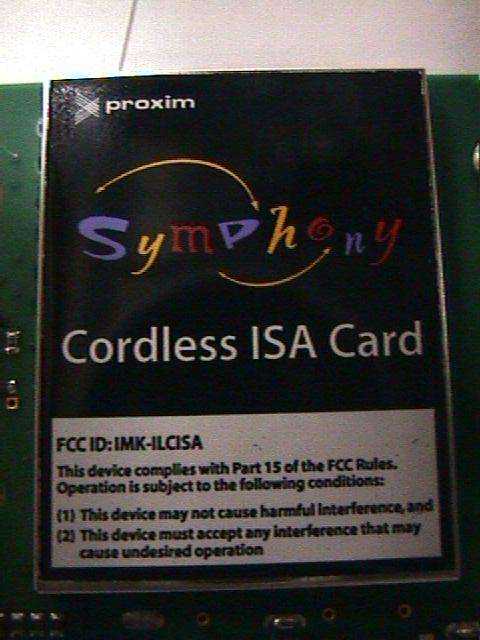 proxim
Symphony
Cordless ISA Card
FCC ID: IMK-ILCISA
This device complies with Part 15 of the FCC Rules.
Operation is subject to the following conditions:
(1) This device may not cause harmful interference, and
(2) This device must accept any interference that may
cause undesired operation